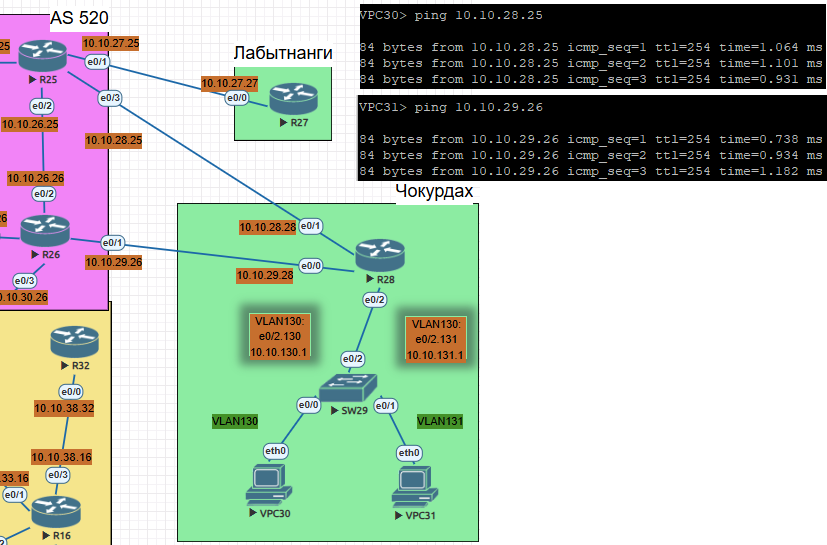 AS 520
25
10.10.27.25
e0/1
R25
e0/3
e0/2
10.10.26.25
10.10.28.25
Лабытнанги
10.10.27.27
e0/0
R27
VPC30> ping 10.10.28.25
84 bytes from 10.10.28.25 icmp_seq=1 ttl=254 time=1.064 ms
84 bytes from 10.10.28.25 icmp_seq=2 ttl=254 time=1.101 ms
84 bytes from 10.10.28.25 icmp_seq=3 ttl=254 time=0.931 ms
VPC31> ping 10.10.29.26
84 bytes from 10.10.29.26 icmp_seq=1 ttl=254 time=0.738 ms
84 bytes from 10.10.29.26 icmp_seq=2 ttl=254 time=0.934 ms
84 bytes from 10.10.29.26 icmp_seq=3 ttl=254 time=1.182 ms
10.10.26.26
e0/2
26
e0/1
R26
10.10.29.26
e0/3
.10.30.26
Чокурдах
10.10.28.28
e0/1
e0/0
10.10.29.28
R28
e0/2
VLAN130:
e0/2.130
10.10.130.1
VLAN130:
e0/2.131
10.10.131.1
e0/2
SW29
e0/0
e0/1
VLAN130
VLAN131
eth0
eth0
VPC30
VPC31
R32
e0/0
10.10.38.32
10.10.38.16
.33.16
e0/3
e0/1
R16
2